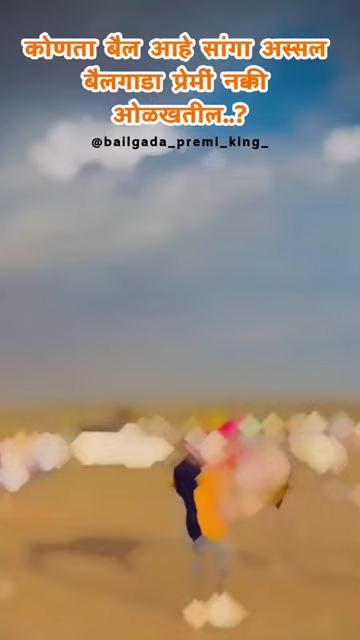 कोणता बैल आहे सांगा अस्सल
बैलगाडा प्रेमीं नक्की
ओळखतील..?
@bailgada_premi_king_